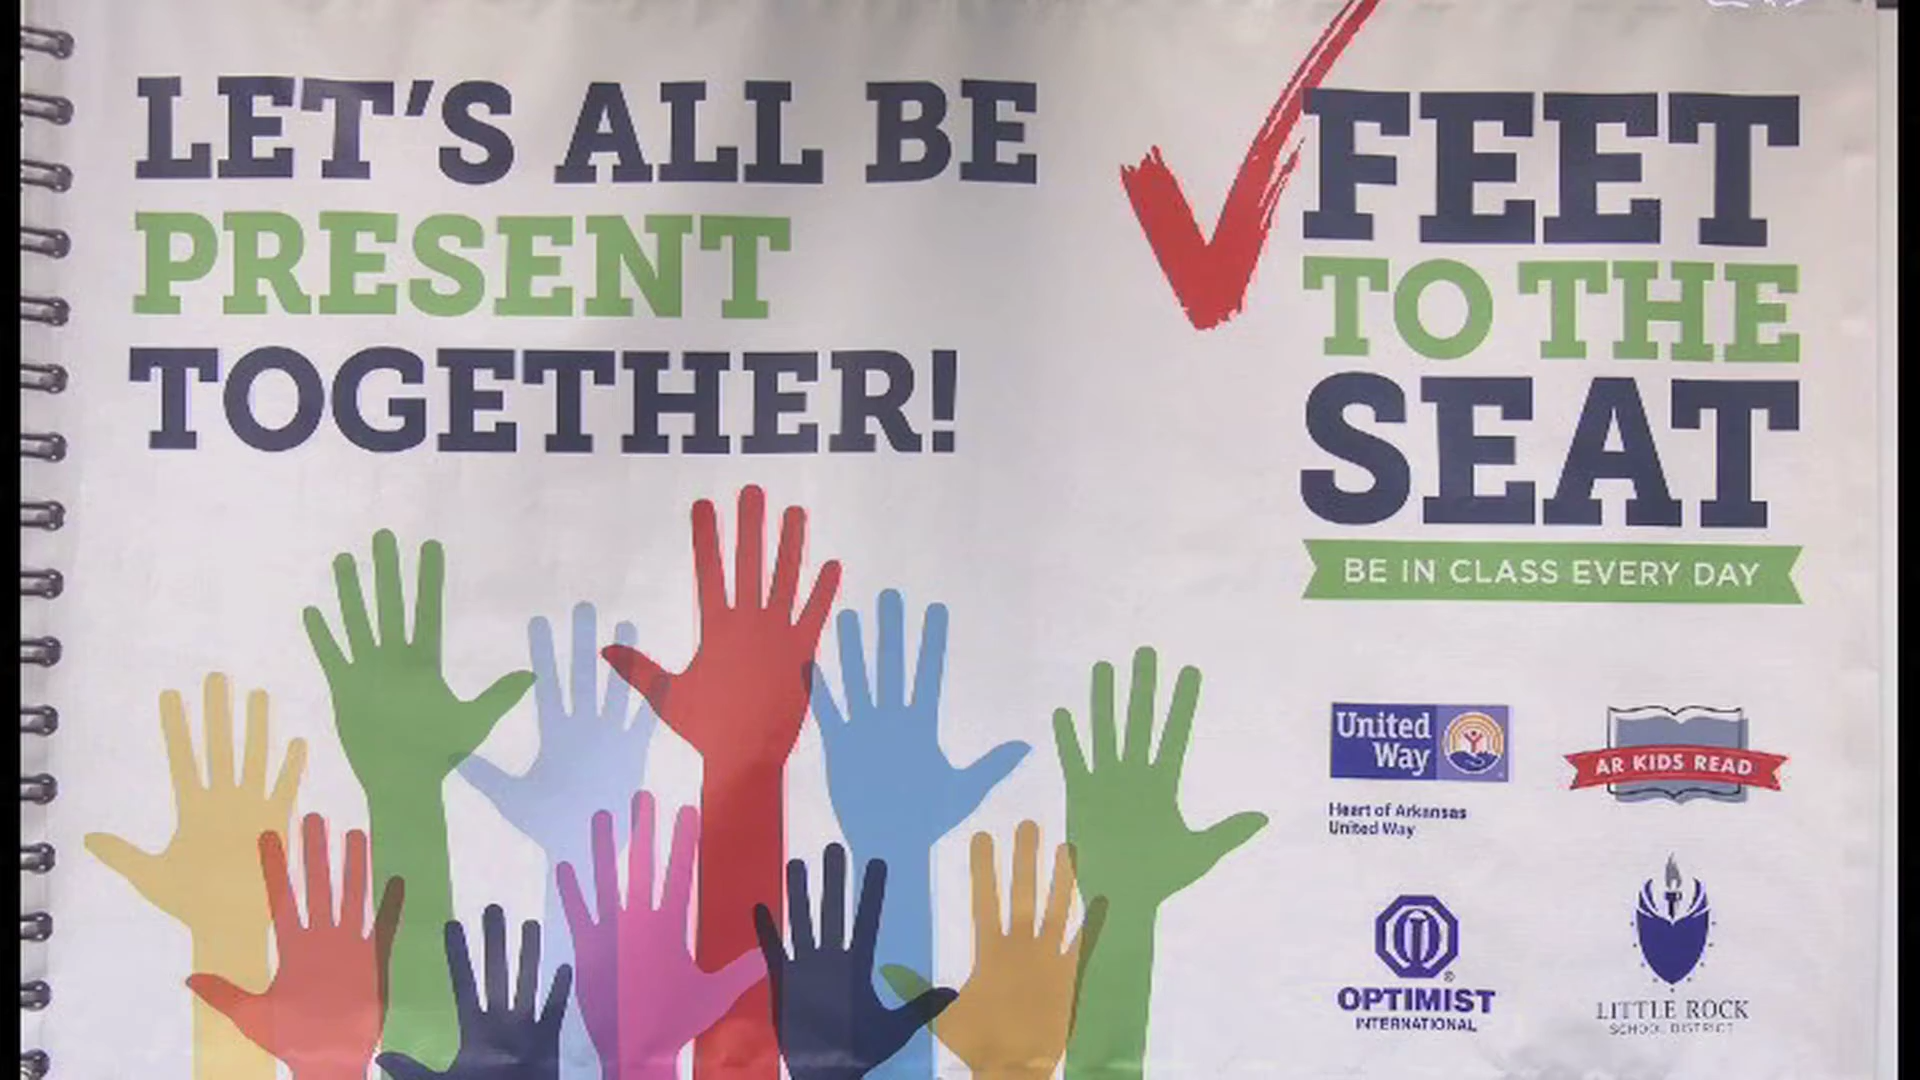 LET'S ALL BE
PRESENT
TOGETHER!
FEET
TO THE
SEAT
BE IN CLASS EVERY DAY
United
Way
Heart of Arkansas
United Way
AR KIDS READ
OPTIMIST
INTERNATIONAL
LITTLE ROCK
SCHOOL DISTRICT